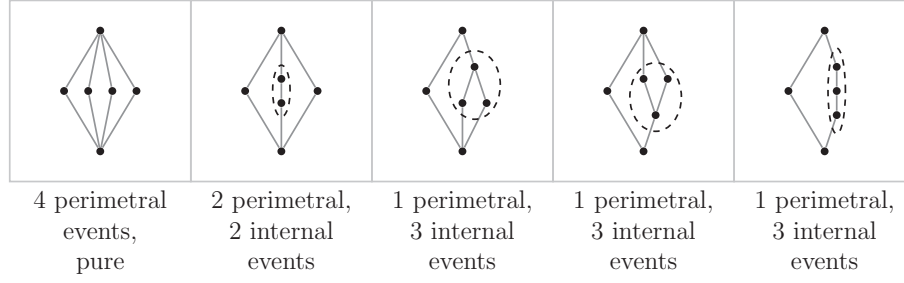 4 perimetral
events,
pure
2 perimetral,
2 internal
events
1 perimetral,
3 internal
events
1 perimetral,
3 internal
events
1 perimetral,
3 internal
events